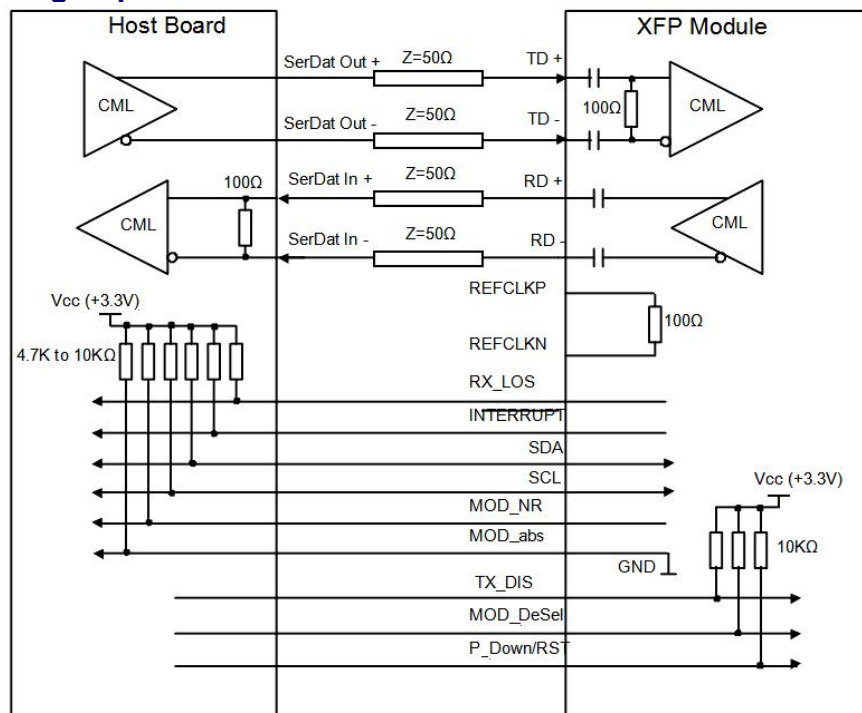 Host Board
XFP Module
SerDat Out +
Z=50Ω
TD +
CML
100Ω
CML
SerDat Out -
Z=50Ω
TD -
100Ω
SerDat In +
Z=50Ω
RD +
CML
CML
SerDat In -
Z=50Ω
RD -
REFCLKP
Vcc (+3.3V)
100Ω
4.7K to 10KΩ
REFCLKN
RX_LOS
INTERRUPT
SDA
SCL
Vcc (+3.3V)
MOD_NR
MOD_abs
10KΩ
GND
TX_DIS
MOD_DeSel
P_Down/RST